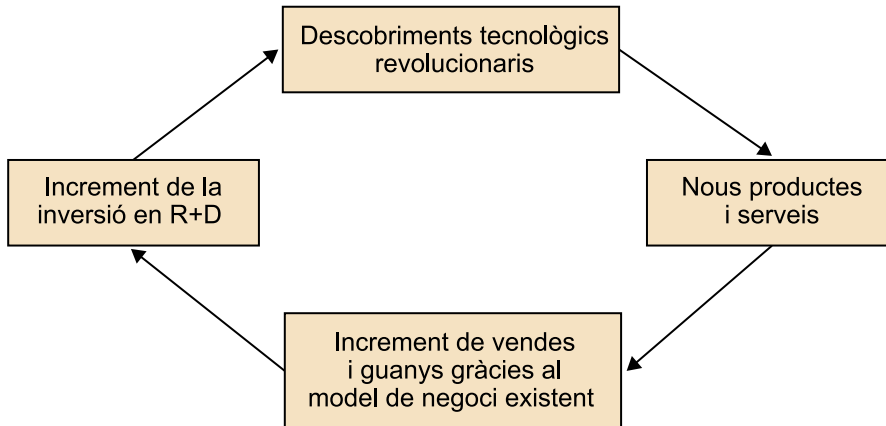 Descobriments tecnològics
revolucionaris
Increment de la
inversió en R+D
Nous productes
i serveis
Increment de vendes
i guanys gràcies al
model de negoci existent